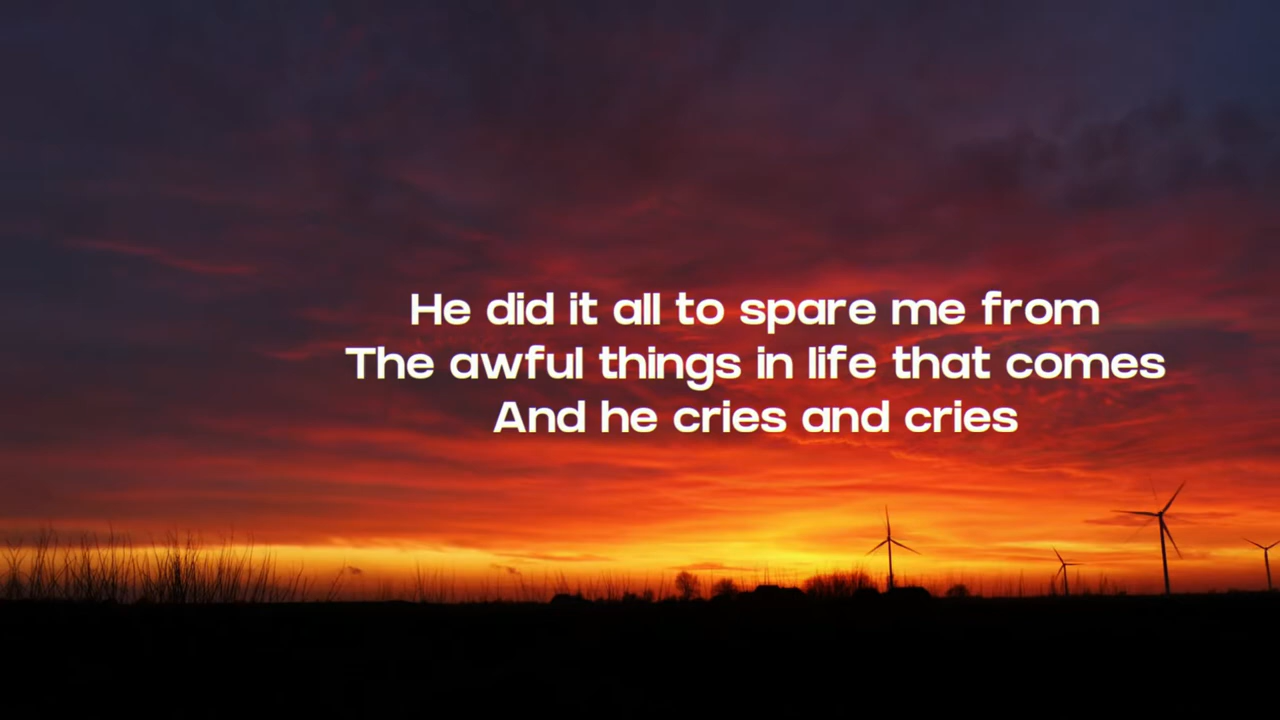 He did it all to spare me from
The awful things in life that comes
And he cries and cries